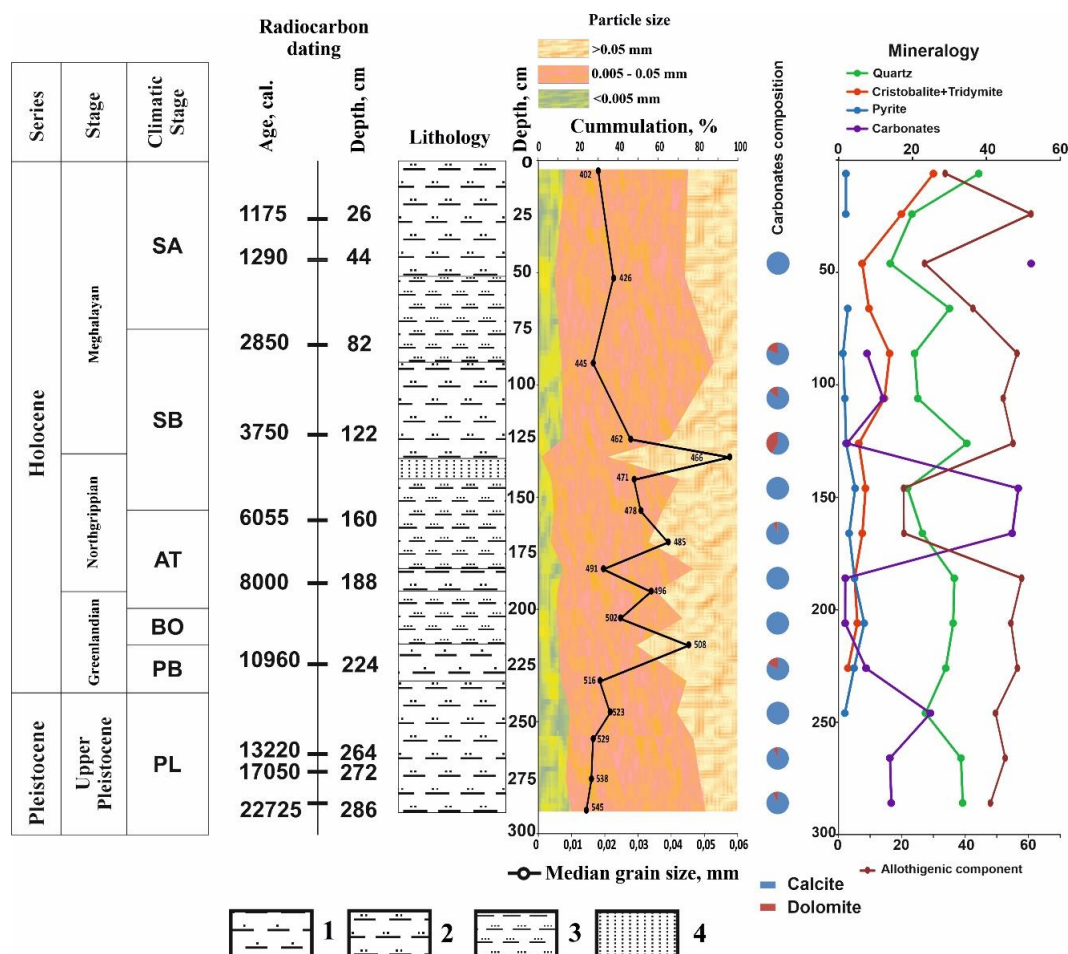 Radiocarbon
dating
Series
Stage
Climatic
Stage
Age, cal.
Depth, cm
Lithology
Depth, cm
Particle size
>0.05 mm
0.005 - 0.05 mm
<0.005 mm
Cummulation, %
0 20 40 60 80 100
Carbonates composition
Mineralogy
Quartz
Cristobalite+Tridymite
Pyrite
Carbonates
0 20 40 60
Holocene
Pleistocene
Meghalayan
Northgrippian
Greenlandian
Upper
Pleistocene
SA
SB
AT
BO
PB
PL
1175 26
1290 44
2850 82
3750 122
6055 160
8000 188
10960 224
13220 264
17050 272
22725 286
0
25
50
75
100
125
150
175
200
225
250
275
300
402
426
445
462
466
471
478
485
491
496
502
508
516
523
529
538
545
0 0,01 0,02 0,03 0,04 0,05 0,06
Median grain size, mm
50
100
150
200
250
300
0 20 40 60
Allothigenic component
Calcite
Dolomite
1 2 3 4